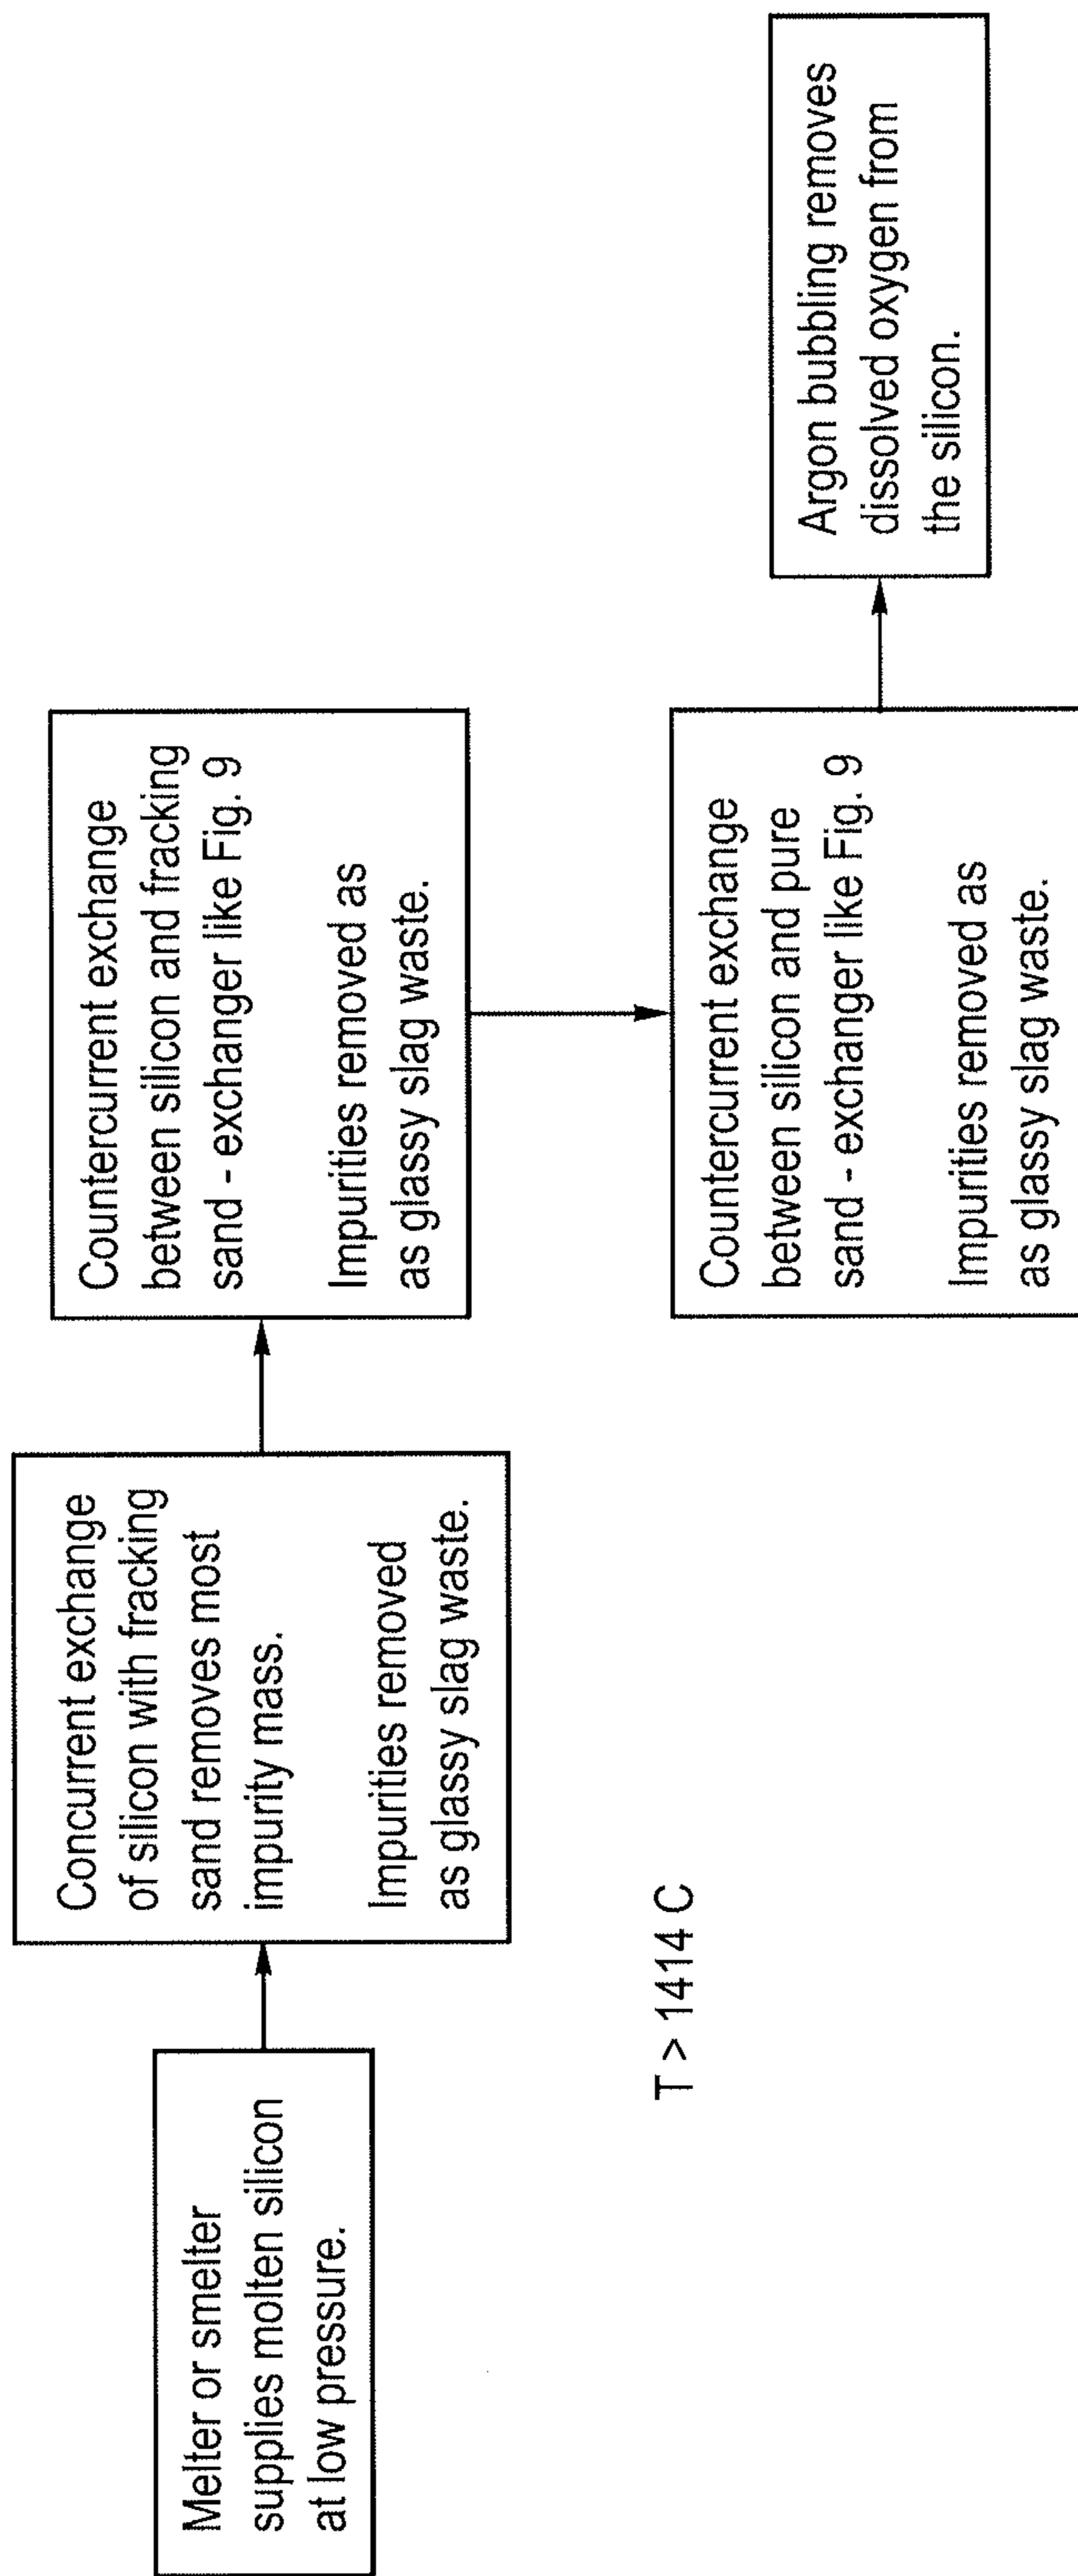 Melter or smelter
supplies molten silicon
at low pressure.
Concurrent exchange
of silicon with fracking
sand removes most
impurity mass.
Impurities removed
as glassy slag waste.
Countercurrent exchange
between silicon and fracking
sand - exchanger like Fig. 9
Impurities removed as
as glassy slag waste.
Countercurrent exchange
between silicon and pure
sand - exchanger like Fig. 9
Impurities removed as
as glassy slag waste.
Argon bubbling removes
dissolved oxygen from
the silicon.
T > 1414 C